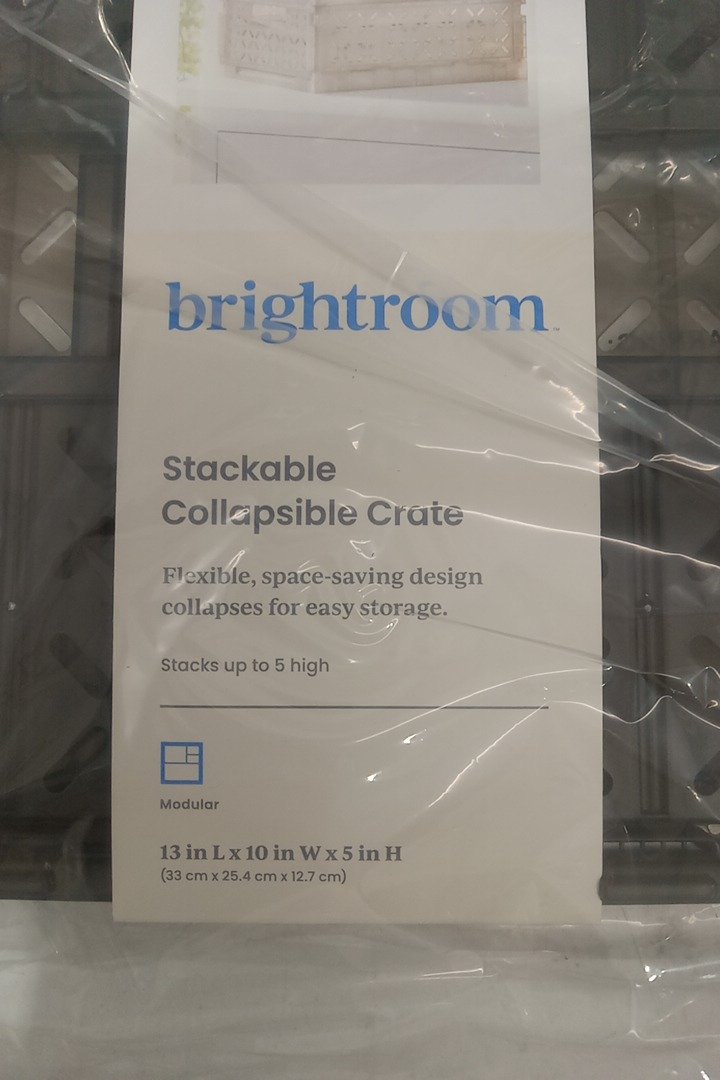 brightroom™
Stackable
Collapsible Crate
Flexible, space-saving design
collapses for easy storage.
Stacks up to 5 high
Modular
13 in L x 10 in W x 5 in H
(33 cm x 25.4 cm x 12.7 cm)